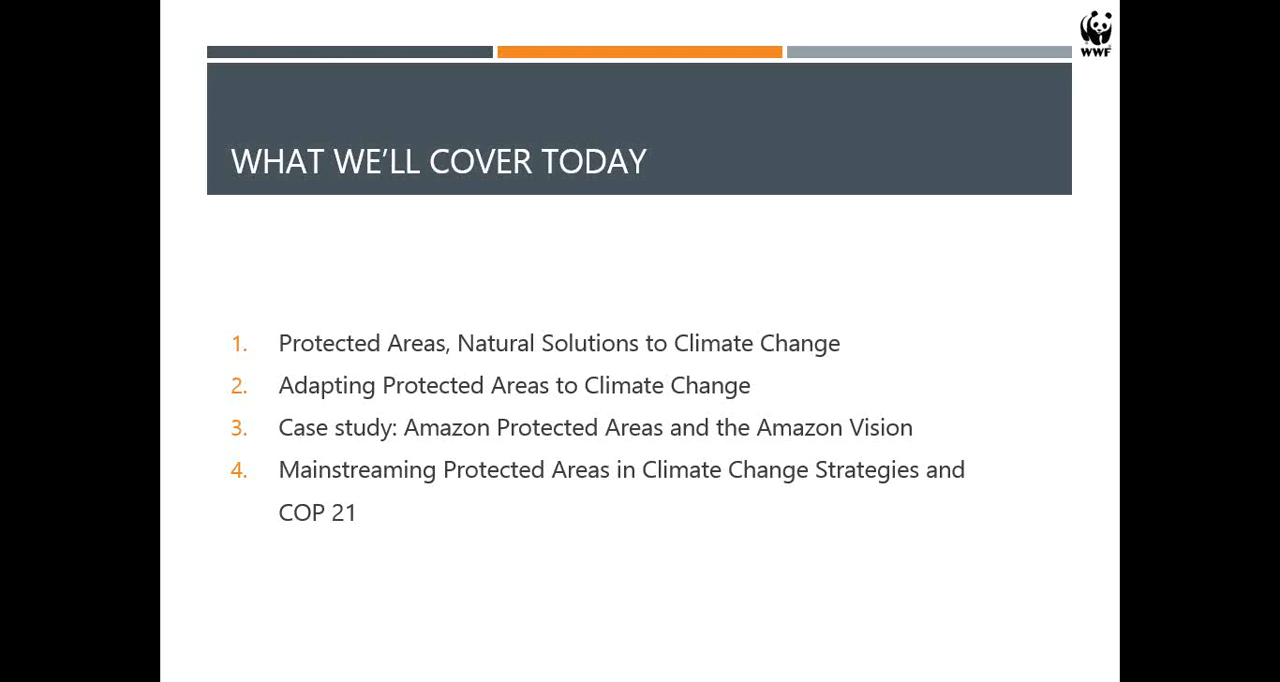 WWF
WHAT WE’LL COVER TODAY
1. Protected Areas, Natural Solutions to Climate Change
2. Adapting Protected Areas to Climate Change
3. Case study: Amazon Protected Areas and the Amazon Vision
4. Mainstreaming Protected Areas in Climate Change Strategies and
COP 21